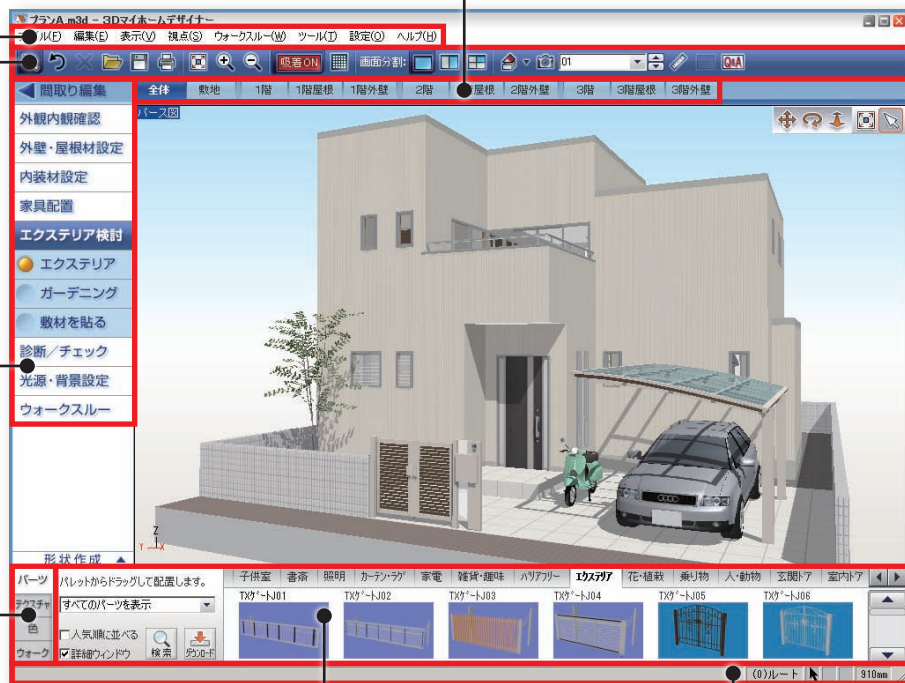 プランA.m3d - 3Dマイホームデザイナー
ァイル(F) 編集(E) 表示(V) 視点(S) ウォークスルー(W) ツール(T) 設定(O) ヘルプ(H)
吸着ON 画面分割: 01 Q&A
間取り編集
全体 敷地 1階 1階屋根 1階外壁 2階 屋根 2階外壁 3階 3階屋根 3階外壁
パース図
外観内観確認
外壁・屋根材設定
内装材設定
家具配置
エクステリア検討
エクステリア
ガーデニング
敷材を貼る
診断/チェック
光源・背景設定
ウォークスルー
Z
Y X
形状作成
パーツ
テクスチャ
色
ウォーク
パレットからドラッグして配置します。
すべてのパーツを表示
人気順に並べる
詳細ウィンドウ
検索
ダウンロード
子供室 書斎 照明 カーテン・ラグ 家電 雑貨・趣味 バリアフリー エクステリア 花・植栽 乗り物 人・動物 玄関ドア 室内ドア
TXゲートJ01 TXゲートJ02 TXゲートJ03 TXゲートJ04 TXゲートJ05 TXゲートJ06
(0)ルート 910mm